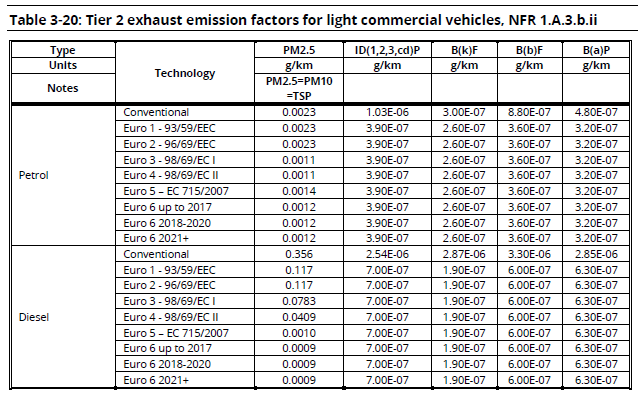 Table 3-20: Tier 2 exhaust emission factors for light commercial vehicles, NFR 1.A.3.b.ii
Type Technology PM2.5 ID(1,2,3,cd)P B(k)F B(b)F B(a)P
Units g/km g/km g/km g/km g/km
Notes PM2.5=PM10
=TSP
Petrol Conventional 0.0023 1.03E-06 3.00E-07 8.80E-07 4.80E-07
Euro 1 - 93/59/EEC 0.0023 3.90E-07 2.60E-07 3.60E-07 3.20E-07
Euro 2 - 96/69/EEC 0.0023 3.90E-07 2.60E-07 3.60E-07 3.20E-07
Euro 3 - 98/69/EC I 0.0011 3.90E-07 2.60E-07 3.60E-07 3.20E-07
Euro 4 - 98/69/EC II 0.0011 3.90E-07 2.60E-07 3.60E-07 3.20E-07
Euro 5 – EC 715/2007 0.0014 3.90E-07 2.60E-07 3.60E-07 3.20E-07
Euro 6 up to 2017 0.0012 3.90E-07 2.60E-07 3.60E-07 3.20E-07
Euro 6 2018-2020 0.0012 3.90E-07 2.60E-07 3.60E-07 3.20E-07
Euro 6 2021+ 0.0012 3.90E-07 2.60E-07 3.60E-07 3.20E-07
Diesel Conventional 0.356 2.54E-06 2.87E-06 3.30E-06 2.85E-06
Euro 1 - 93/59/EEC 0.117 7.00E-07 1.90E-07 6.00E-07 6.30E-07
Euro 2 - 96/69/EEC 0.117 7.00E-07 1.90E-07 6.00E-07 6.30E-07
Euro 3 - 98/69/EC I 0.0783 7.00E-07 1.90E-07 6.00E-07 6.30E-07
Euro 4 - 98/69/EC II 0.0409 7.00E-07 1.90E-07 6.00E-07 6.30E-07
Euro 5 – EC 715/2007 0.0010 7.00E-07 1.90E-07 6.00E-07 6.30E-07
Euro 6 up to 2017 0.0009 7.00E-07 1.90E-07 6.00E-07 6.30E-07
Euro 6 2018-2020 0.0009 7.00E-07 1.90E-07 6.00E-07 6.30E-07
Euro 6 2021+ 0.0009 7.00E-07 1.90E-07 6.00E-07 6.30E-07